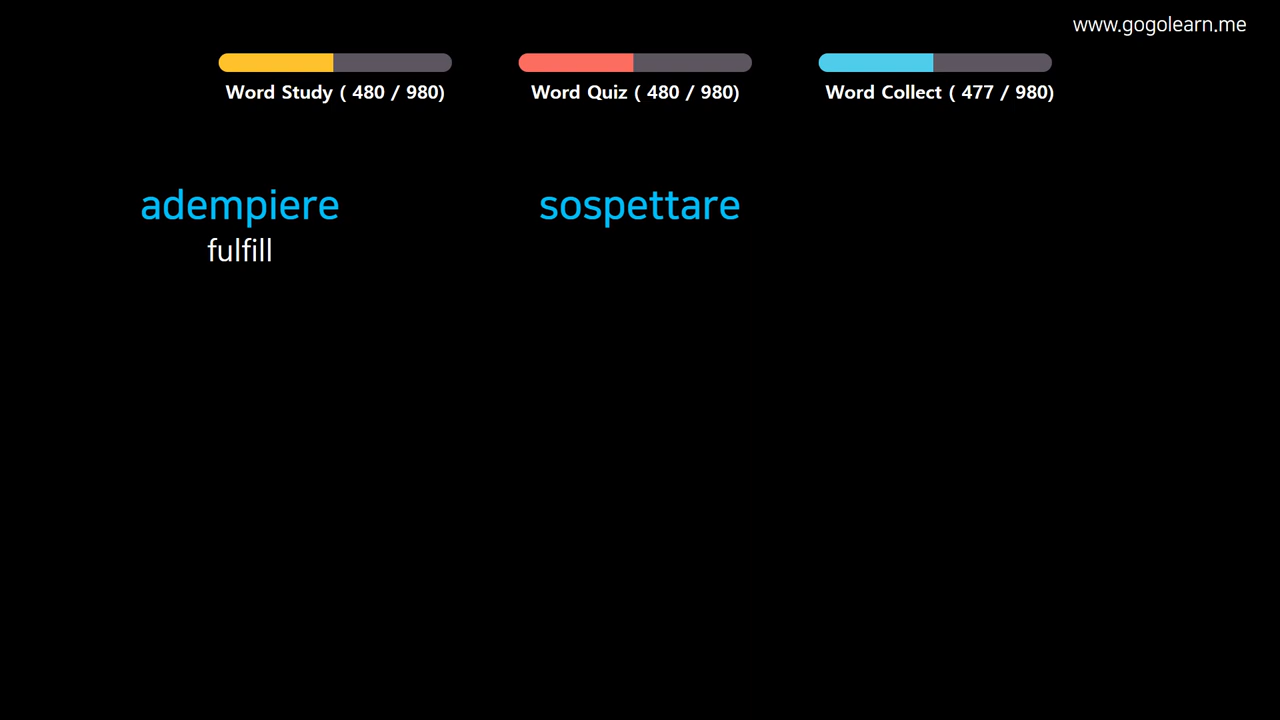 www.gogolearn.me
Word Study ( 480 / 980)
Word Quiz ( 480 / 980)
Word Collect ( 477 / 980)
adempiere
fulfill
sospettare